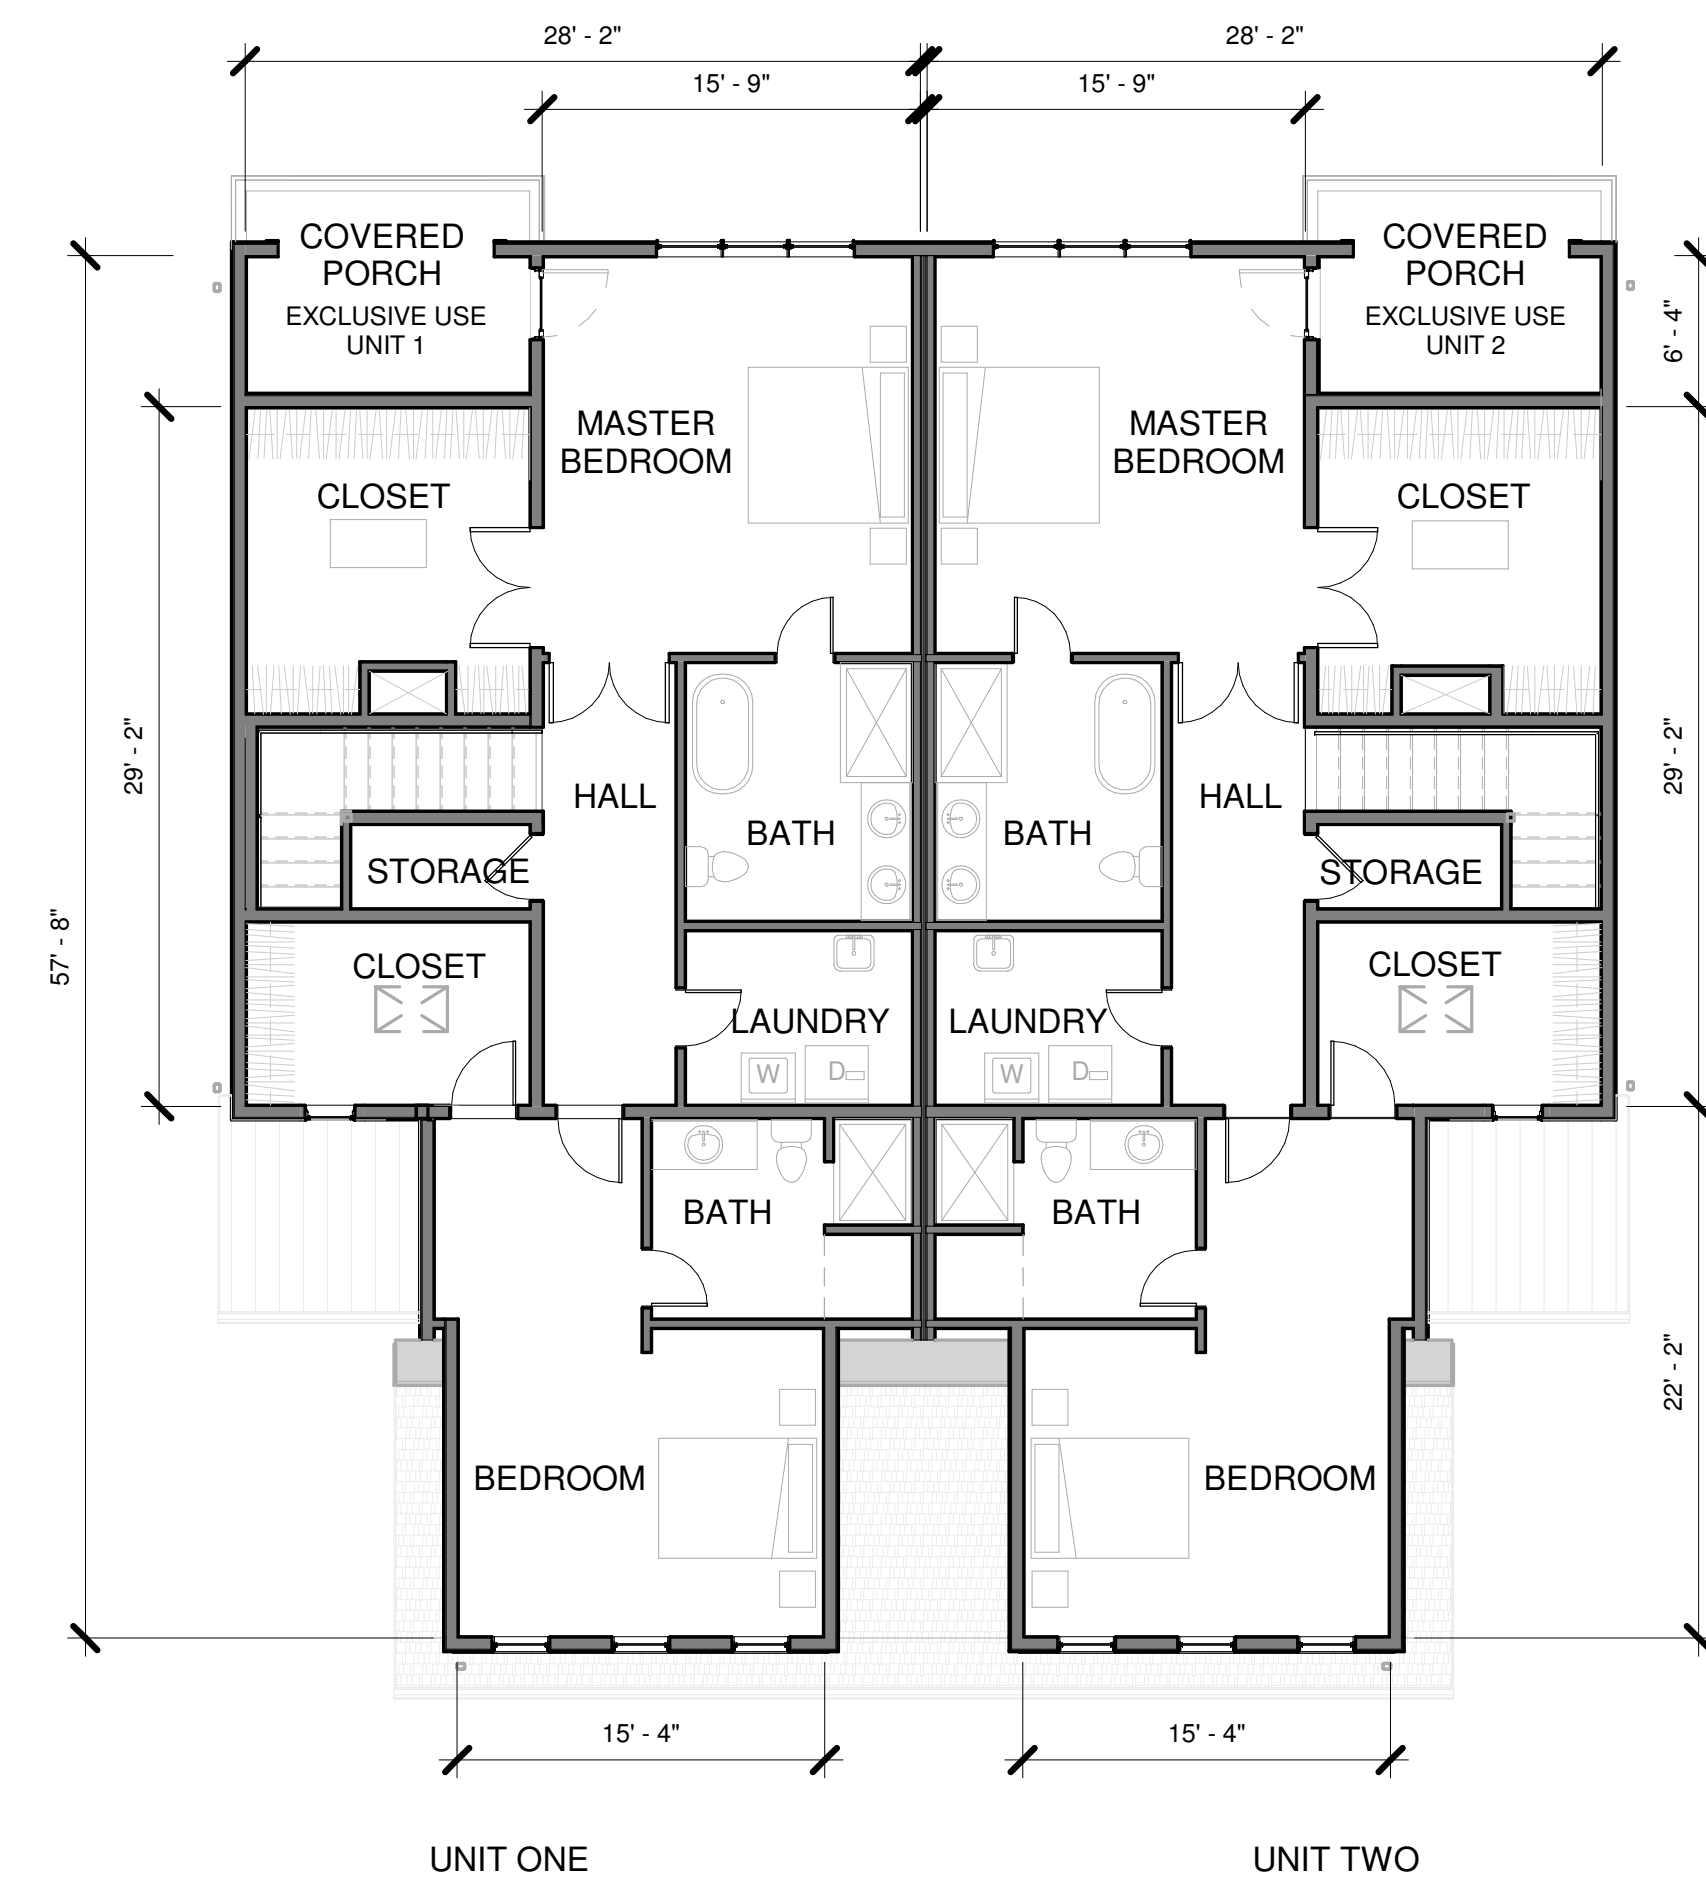 28' - 2" 28' - 2"
15' - 9" 15' - 9"
COVERED
PORCH
EXCLUSIVE USE
UNIT 1
COVERED
PORCH
EXCLUSIVE USE
UNIT 2
6' - 4"
MASTER
BEDROOM
MASTER
BEDROOM
CLOSET
CLOSET
29' - 2"
29' - 2"
HALL
HALL
BATH
BATH
STORAGE
STORAGE
57' - 8"
CLOSET
CLOSET
LAUNDRY
LAUNDRY
W D
W D
BATH
BATH
22' - 2"
BEDROOM
BEDROOM
15' - 4" 15' - 4"
UNIT ONE
UNIT TWO